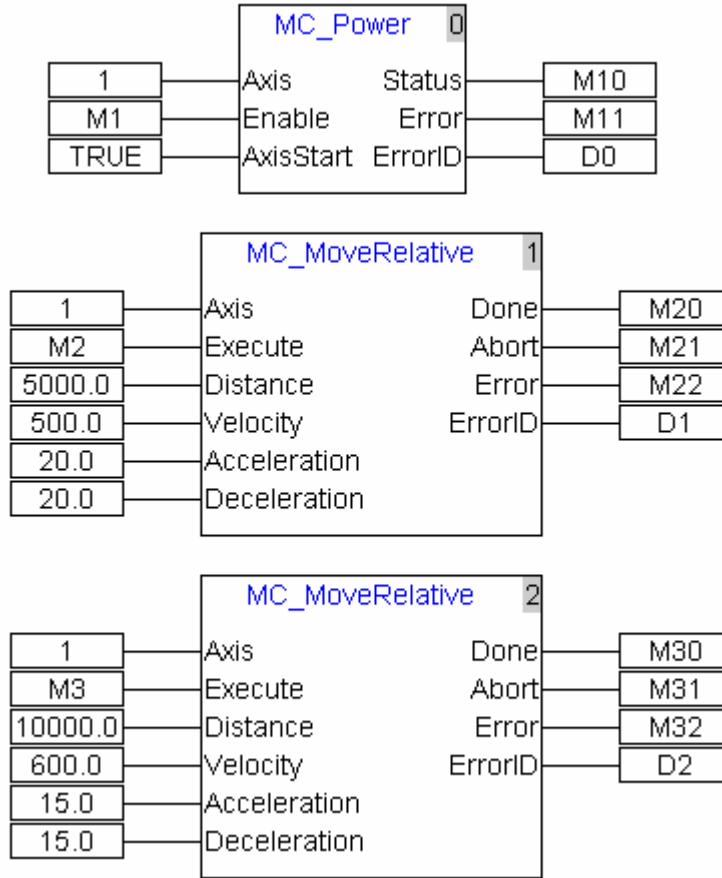 MC_Power 0
1 Axis Status M10
M1 Enable Error M11
TRUE AxisStart ErrorID D0
MC_MoveRelative 1
1 Axis Done M20
M2 Execute Abort M21
5000.0 Distance Error M22
500.0 Velocity ErrorID D1
20.0 Acceleration
20.0 Deceleration
MC_MoveRelative 2
1 Axis Done M30
M3 Execute Abort M31
10000.0 Distance Error M32
600.0 Velocity ErrorID D2
15.0 Acceleration
15.0 Deceleration